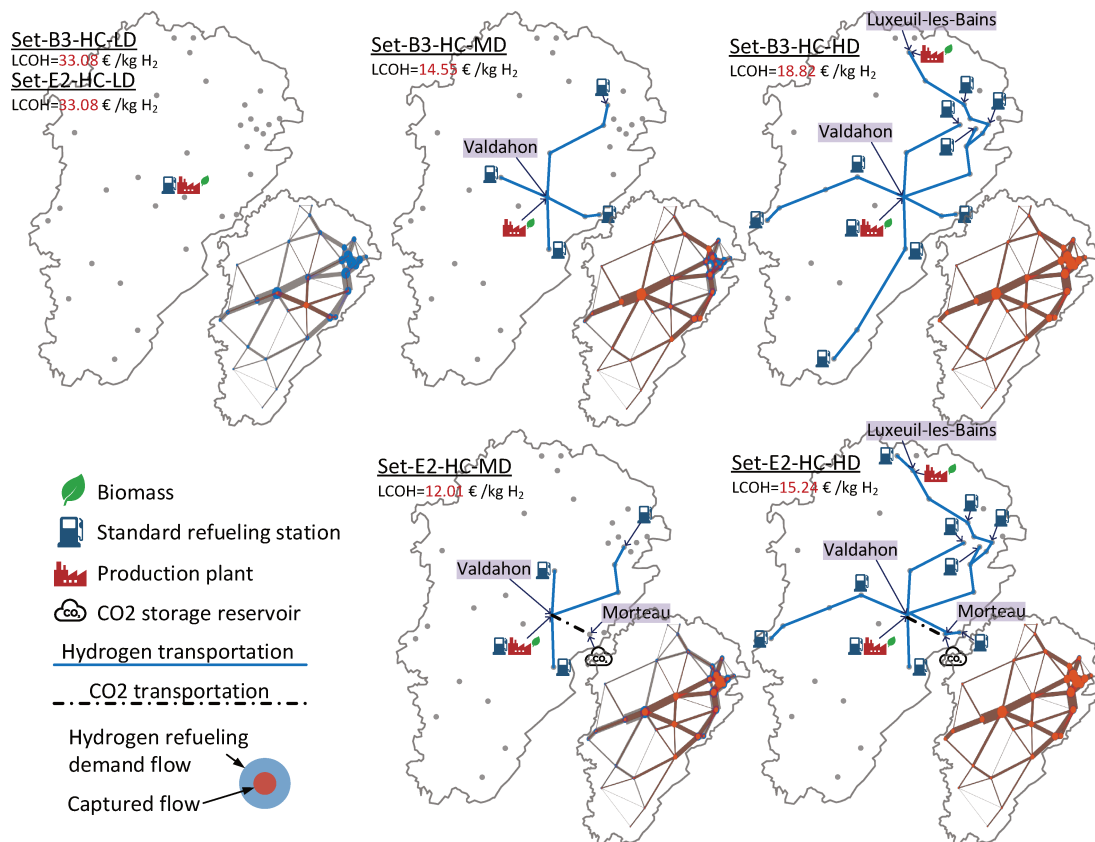 Set-B3-HC-LD
LCOH=33.08 € /kg H₂
Set-E2-HC-LD
LCOH=33.08 € /kg H₂
Set-B3-HC-MD
LCOH=14.55 € /kg H₂
Valdahon
Set-B3-HC-HD
LCOH=18.82 € /kg H₂
Luxeuil-les-Bains
Valdahon
Biomass
Standard refueling station
Production plant
CO2 storage reservoir
Hydrogen transportation
CO2 transportation
Hydrogen refueling
demand flow
Captured flow
Set-E2-HC-MD
LCOH=12.01 € /kg H₂
Valdahon
Morteau
CO₂
Set-E2-HC-HD
LCOH=15.24 € /kg H₂
Luxeuil-les-Bains
Valdahon
Morteau
CO₂
CO₂